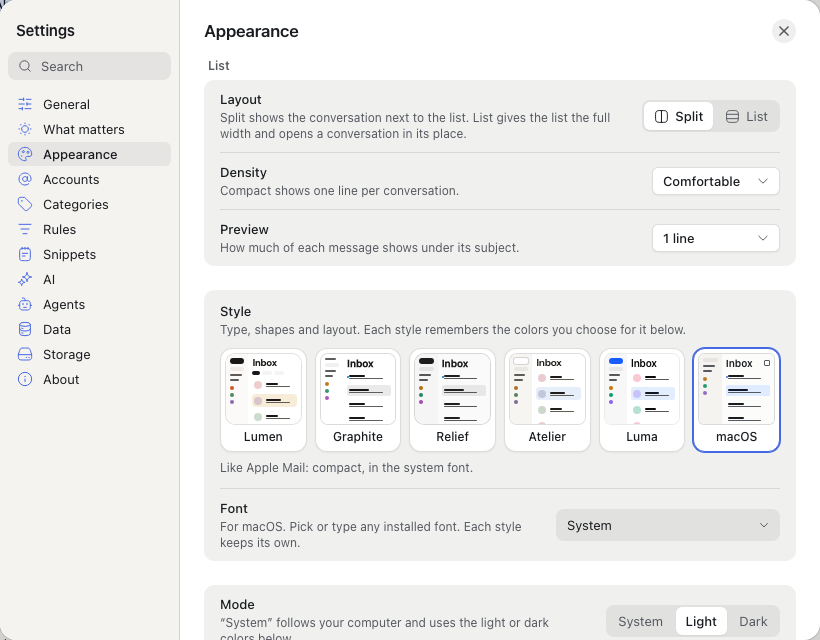 Settings
Search
General
What matters
Appearance
Accounts
Categories
Rules
Snippets
AI
Agents
Data
Storage
About
Appearance
List
Layout
Split shows the conversation next to the list. List gives the list the full
width and opens a conversation in its place.
Split
List
Density
Compact shows one line per conversation.
Comfortable
Preview
How much of each message shows under its subject.
1 line
Style
Type, shapes and layout. Each style remembers the colors you choose for it below.
Inbox
Inbox
Inbox
Inbox
Inbox
Inbox
Lumen
Graphite
Relief
Atelier
Luma
macOS
Like Apple Mail: compact, in the system font.
Font
For macOS. Pick or type any installed font. Each style
keeps its own.
System
Mode
“System” follows your computer and uses the light or dark
colors below.
System
Light
Dark